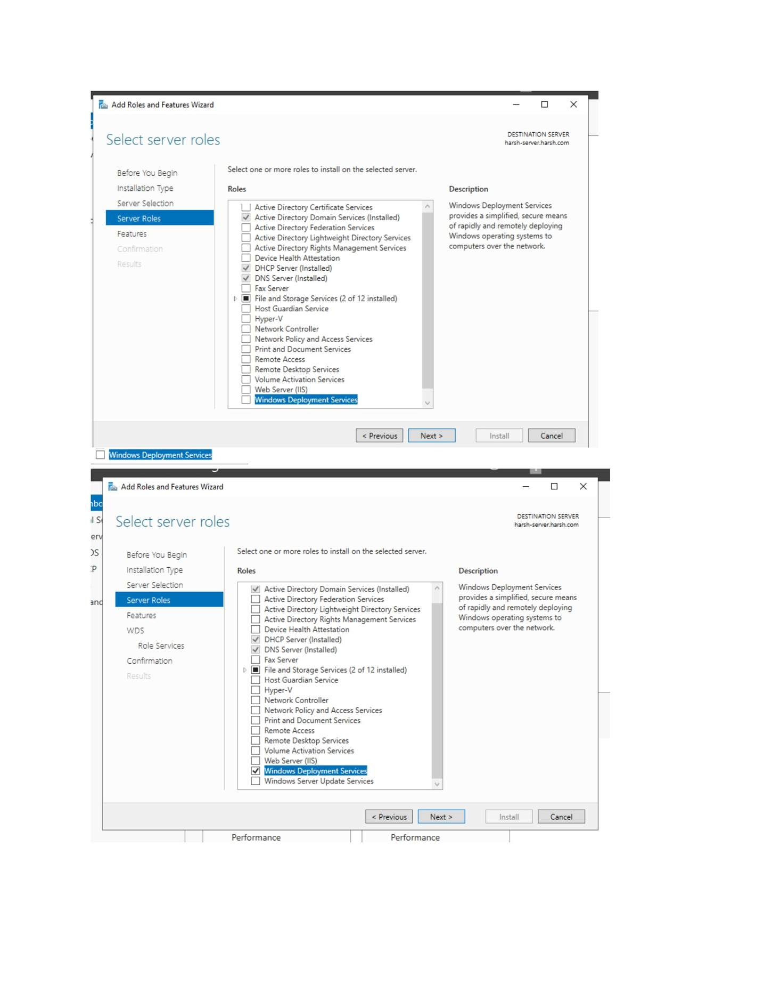 Add Roles and Features Wizard
Select server roles
DESTINATION SERVER
harsh-server.harsh.com
Before You Begin
Installation Type
Server Selection
Server Roles
Features
Confirmation
Results
Select one or more roles to install on the selected server.
Roles
Active Directory Certificate Services
Active Directory Domain Services (Installed)
Active Directory Federation Services
Active Directory Lightweight Directory Services
Active Directory Rights Management Services
Device Health Attestation
DHCP Server (Installed)
DNS Server (Installed)
Fax Server
File and Storage Services (2 of 12 installed)
Host Guardian Service
Hyper-V
Network Controller
Network Policy and Access Services
Print and Document Services
Remote Access
Remote Desktop Services
Volume Activation Services
Web Server (IIS)
Windows Deployment Services
Description
Windows Deployment Services
provides a simplified, secure means
of rapidly and remotely deploying
Windows operating systems to
computers over the network.
< Previous
Next >
Install
Cancel
Windows Deployment Services
Add Roles and Features Wizard
Select server roles
DESTINATION SERVER
harsh-server.harsh.com
Before You Begin
Installation Type
Server Selection
Server Roles
Features
WDS
Role Services
Confirmation
Results
Select one or more roles to install on the selected server.
Roles
Active Directory Domain Services (Installed)
Active Directory Federation Services
Active Directory Lightweight Directory Services
Active Directory Rights Management Services
Device Health Attestation
DHCP Server (Installed)
DNS Server (Installed)
Fax Server
File and Storage Services (2 of 12 installed)
Host Guardian Service
Hyper-V
Network Controller
Network Policy and Access Services
Print and Document Services
Remote Access
Remote Desktop Services
Volume Activation Services
Web Server (IIS)
Windows Deployment Services
Windows Server Update Services
Description
Windows Deployment Services
provides a simplified, secure means
of rapidly and remotely deploying
Windows operating systems to
computers over the network.
< Previous
Next >
Install
Cancel
Performance
Performance